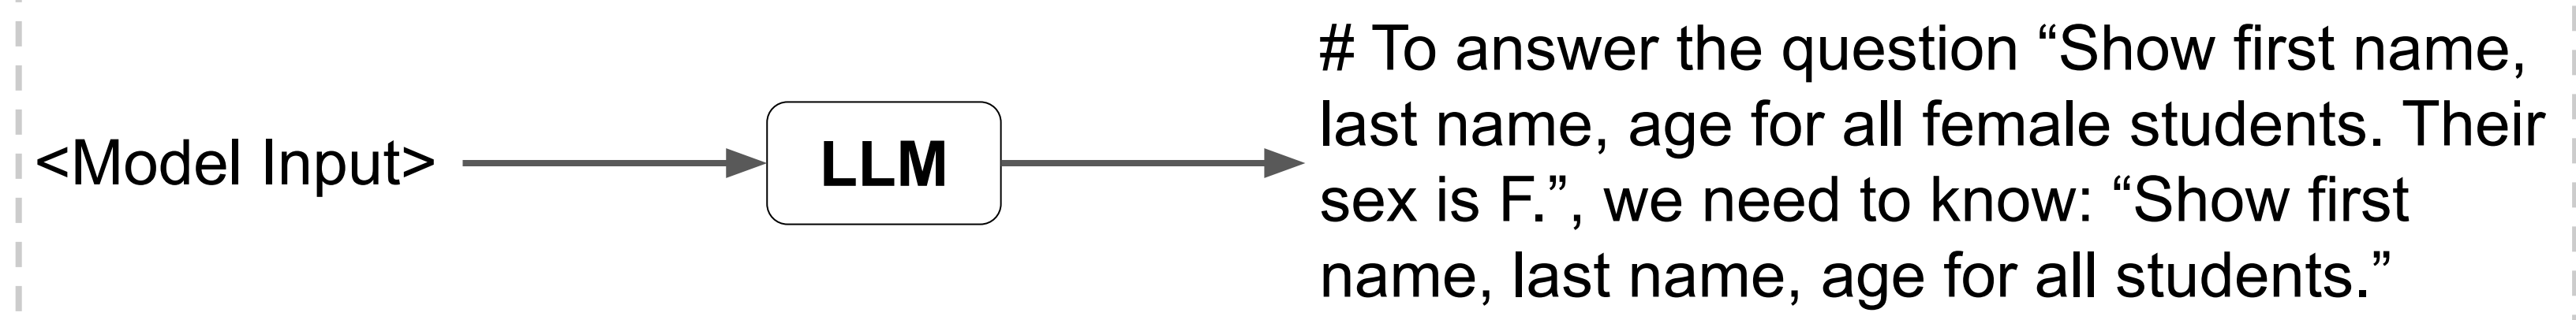 <Model Input>
LLM
# To answer the question “Show first name,
last name, age for all female students. Their
sex is F.”, we need to know: “Show first
name, last name, age for all students.”